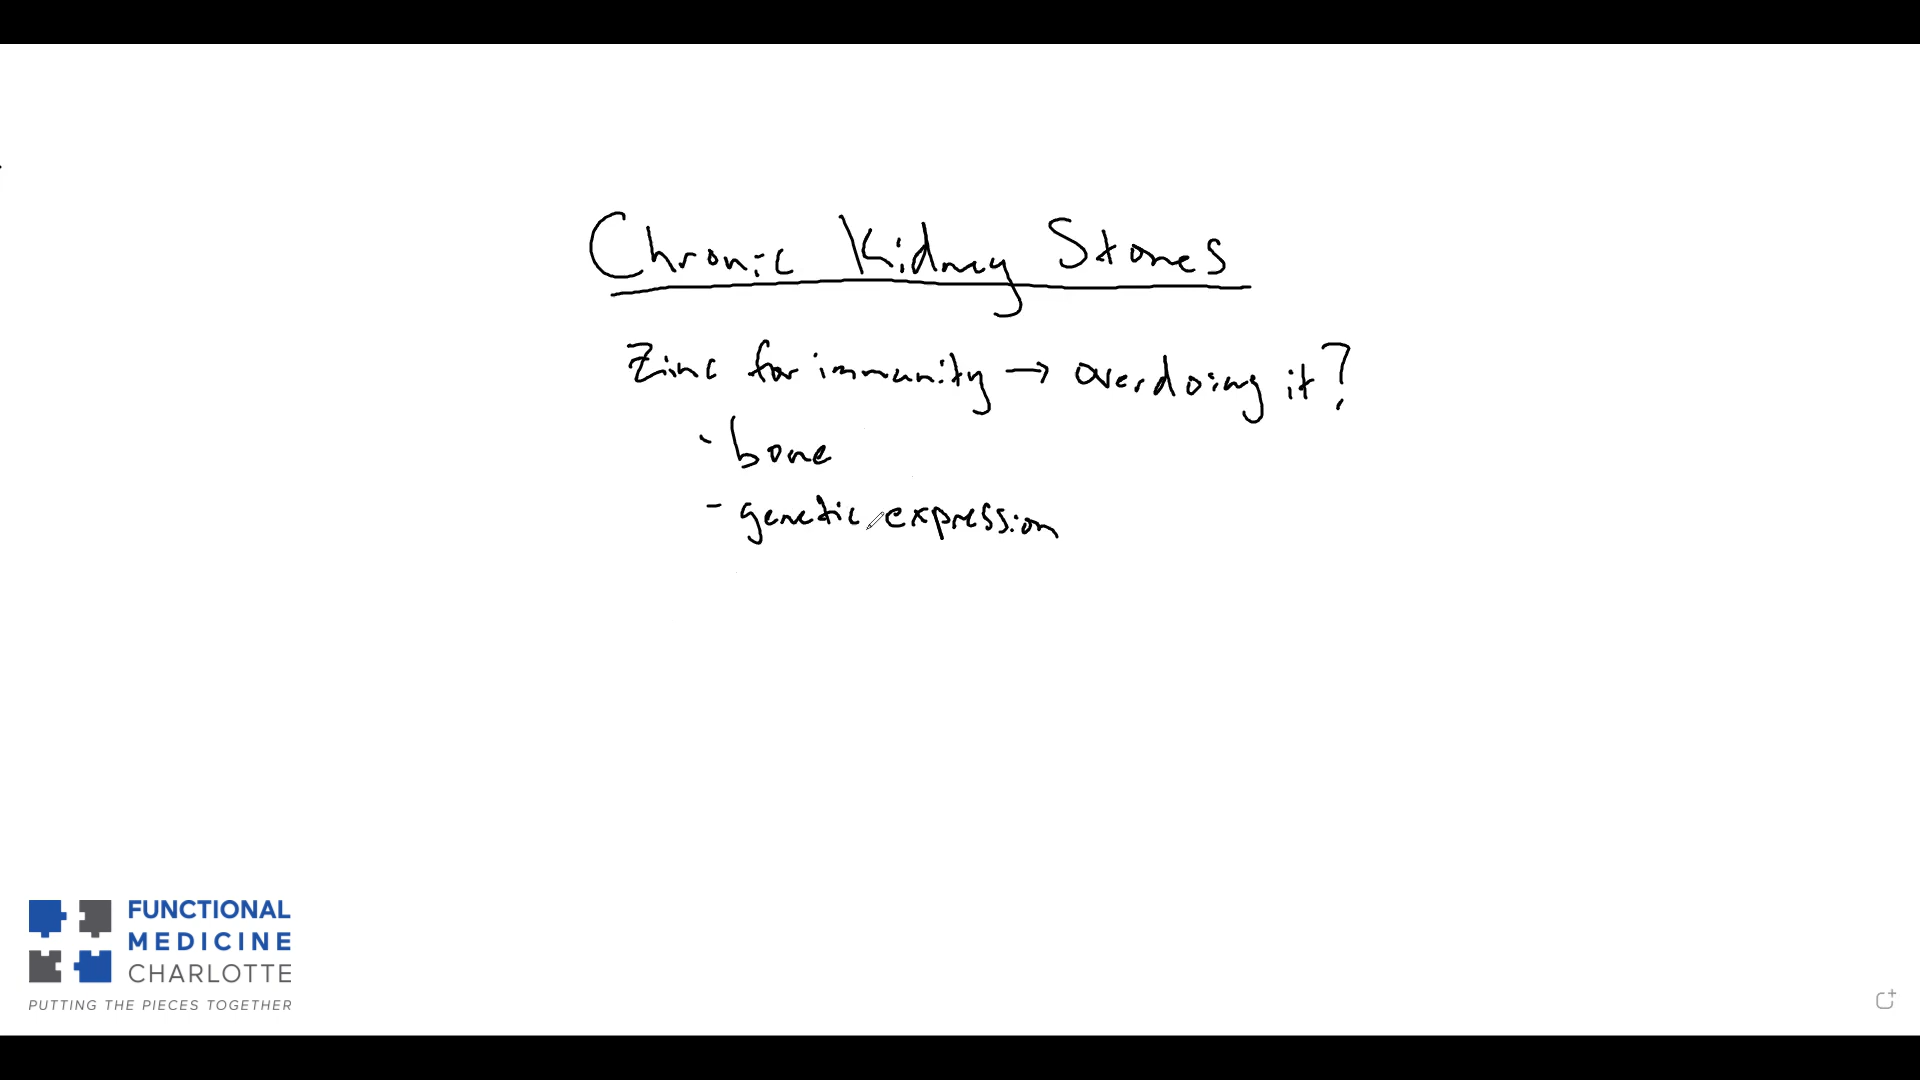 Chronic Kidney Stones
Zinc for immunity → overdoing it?
- bone
- genetic expression
FUNCTIONAL
MEDICINE
CHARLOTTE
PUTTING THE PIECES TOGETHER